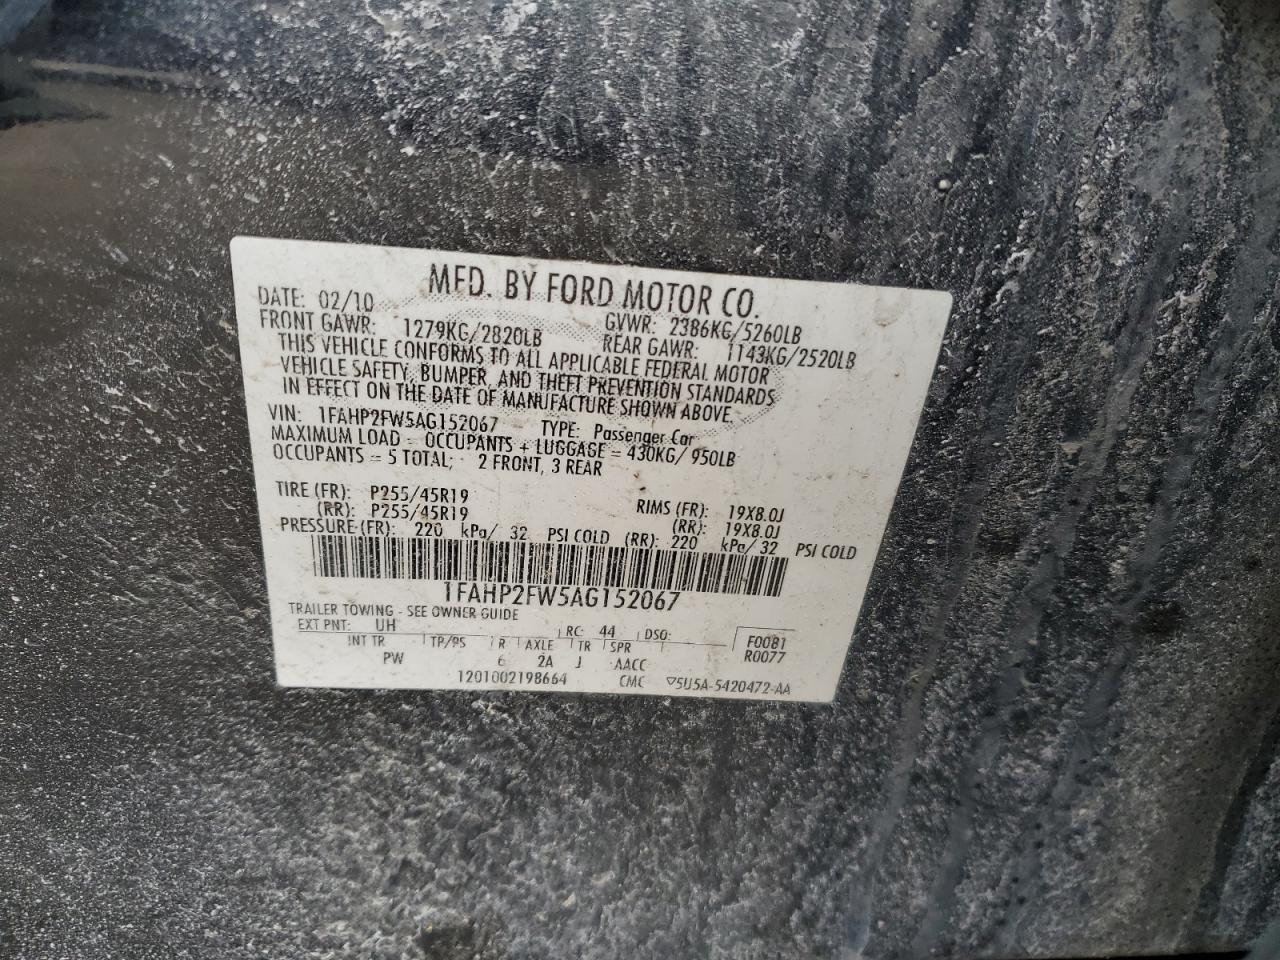 MFD. BY FORD MOTOR CO.
DATE: 02/10 GVWR: 2386KG/5260LB
FRONT GAWR: 1279KG/2820LB REAR GAWR: 1143KG/2520LB
THIS VEHICLE CONFORMS TO ALL APPLICABLE FEDERAL MOTOR
VEHICLE SAFETY, BUMPER, AND THEFT PREVENTION STANDARDS
IN EFFECT ON THE DATE OF MANUFACTURE SHOWN ABOVE
VIN: 1FAHP2FW5AG152067 TYPE: Passenger Car
MAXIMUM LOAD = OCCUPANTS + LUGGAGE = 430KG/950LB
OCCUPANTS = 5 TOTAL; 2 FRONT, 3 REAR
TIRE (FR): P255/45R19 RIMS (FR): 19X8.0J
(RR): P255/45R19 (RR): 19X8.0J
PRESSURE (FR): 220 kPa/ 32 PSI COLD (RR): 220 kPa/32 PSI COLD
1FAHP2FW5AG152067
TRAILER TOWING - SEE OWNER GUIDE
EXT PNT: UH RC: 44 DSO: F0081
INT TR TP/PS R AXLE TR SPR R0077
PW 6 2A J AACC
1201002198664 CMC ▽5U5A-5420472-AA